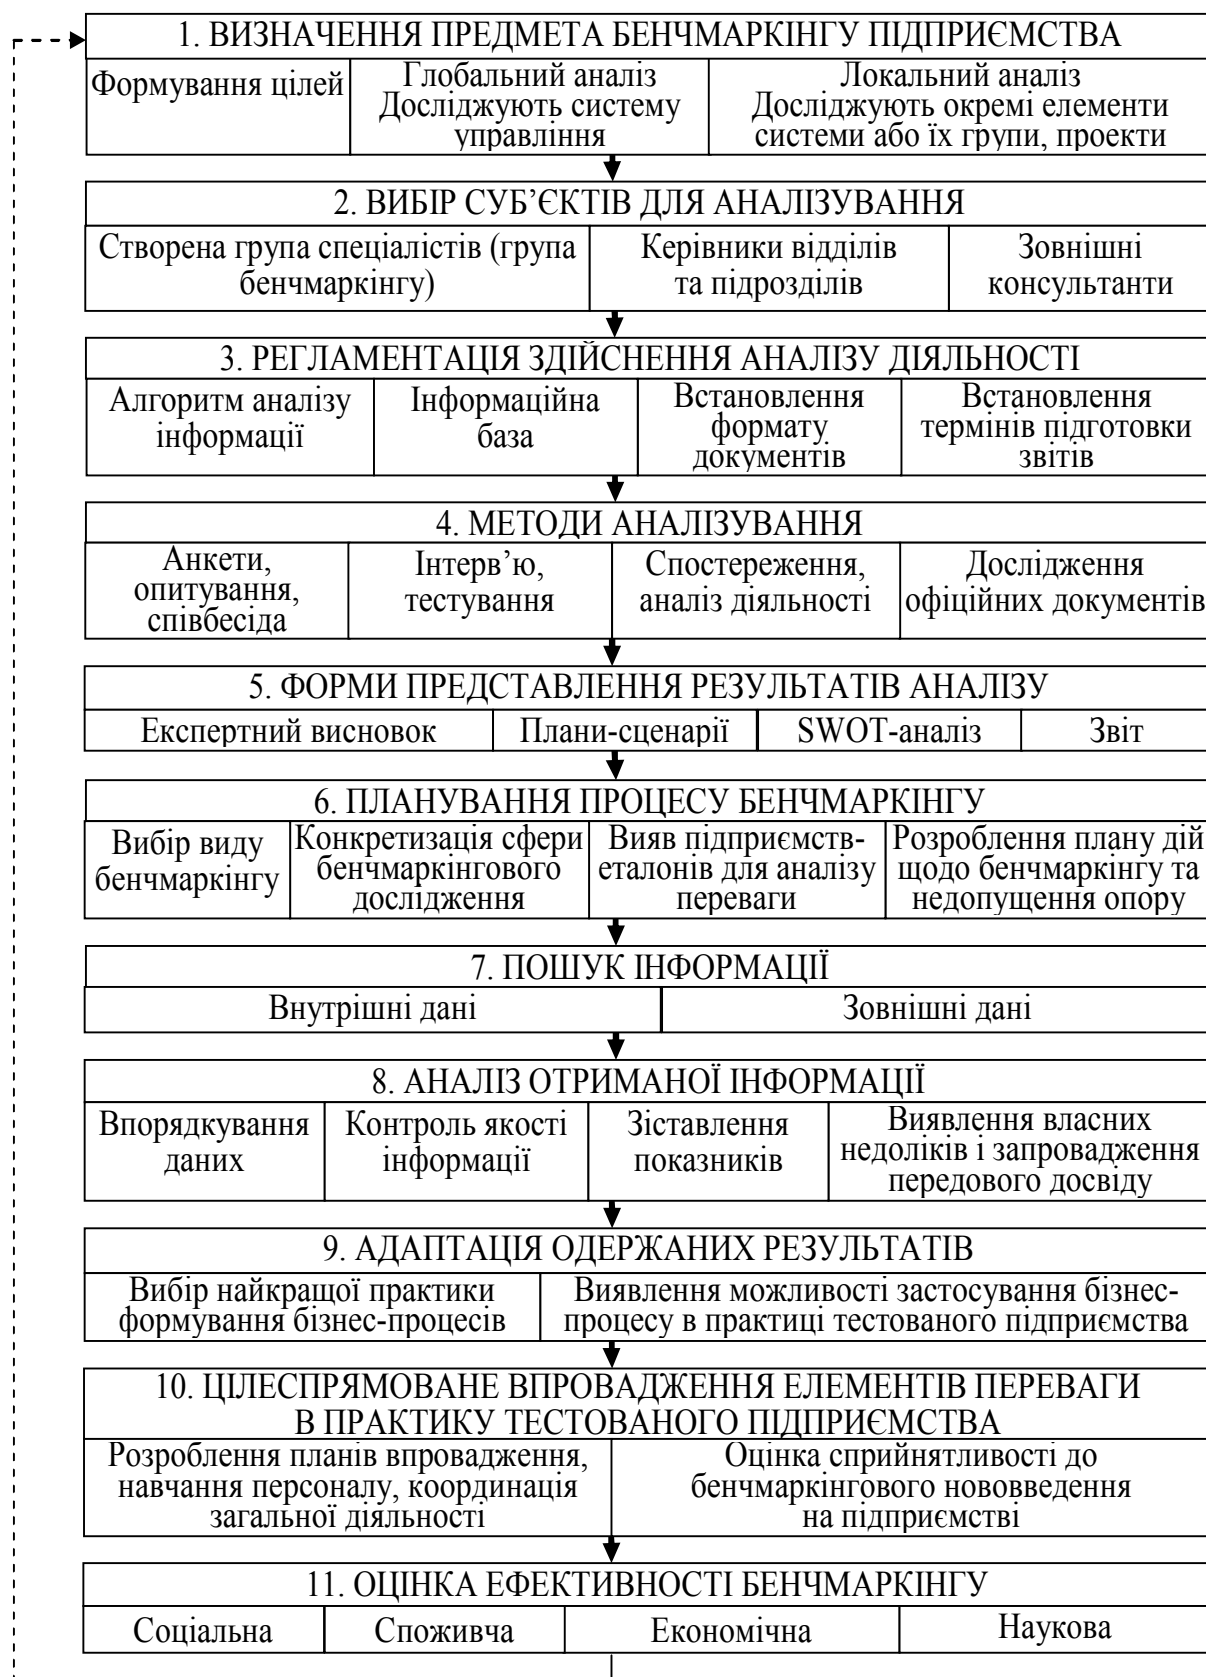 1. ВИЗНАЧЕННЯ ПРЕДМЕТА БЕНЧМАРКІНГУ ПІДПРИЄМСТВА
Формування цілей
Глобальний аналіз
Досліджують систему
управління
Локальний аналіз
Досліджують окремі елементи
системи або їх групи, проекти
2. ВИБІР СУБ’ЄКТІВ ДЛЯ АНАЛІЗУВАННЯ
Створена група спеціалістів (група
бенчмаркінгу)
Керівники відділів
та підрозділів
Зовнішні
консультанти
3. РЕГЛАМЕНТАЦІЯ ЗДІЙСНЕННЯ АНАЛІЗУ ДІЯЛЬНОСТІ
Алгоритм аналізу
інформації
Інформаційна
база
Встановлення
формату
документів
Встановлення
термінів підготовки
звітів
4. МЕТОДИ АНАЛІЗУВАННЯ
Анкети,
опитування,
співбесіда
Інтерв’ю,
тестування
Спостереження,
аналіз діяльності
Дослідження
офіційних документів
5. ФОРМИ ПРЕДСТАВЛЕННЯ РЕЗУЛЬТАТІВ АНАЛІЗУ
Експертний висновок
Плани-сценарії
SWOT-аналіз
Звіт
6. ПЛАНУВАННЯ ПРОЦЕСУ БЕНЧМАРКІНГУ
Вибір виду
бенчмаркінгу
Конкретизація сфери
бенчмаркінгового
дослідження
Вияв підприємств-
еталонів для аналізу
переваги
Розроблення плану дій
щодо бенчмаркінгу та
недопущення опору
7. ПОШУК ІНФОРМАЦІЇ
Внутрішні дані
Зовнішні дані
8. АНАЛІЗ ОТРИМАНОЇ ІНФОРМАЦІЇ
Впорядкування
даних
Контроль якості
інформації
Зіставлення
показників
Виявлення власних
недоліків і запровадження
передового досвіду
9. АДАПТАЦІЯ ОДЕРЖАНИХ РЕЗУЛЬТАТІВ
Вибір найкращої практики
формування бізнес-процесів
Виявлення можливості застосування бізнес-
процесу в практиці тестованого підприємства
10. ЦІЛЕСПРЯМОВАНЕ ВПРОВАДЖЕННЯ ЕЛЕМЕНТІВ ПЕРЕВАГИ
В ПРАКТИКУ ТЕСТОВАНОГО ПІДПРИЄМСТВА
Розроблення планів впровадження,
навчання персоналу, координація
загальної діяльності
Оцінка сприйнятливості до
бенчмаркінгового нововведення
на підприємстві
11. ОЦІНКА ЕФЕКТИВНОСТІ БЕНЧМАРКІНГУ
Соціальна
Споживча
Економічна
Наукова